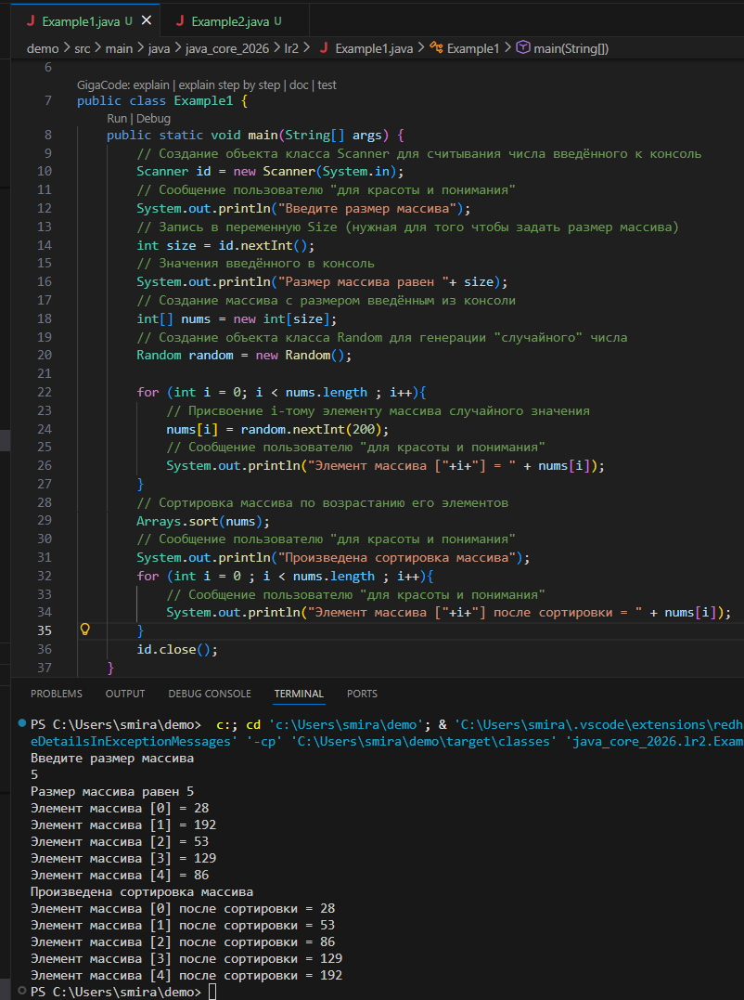 Example1.java U
Example2.java U
demo > src > main > java > java_core_2026 > lr2 > Example1.java > Example1 > main(String[])
6
GigaCode: explain | explain step by step | doc | test
7 public class Example1 {
Run | Debug
8 public static void main(String[] args) {
9 // Создание объекта класса Scanner для считывания числа введённого к консоль
10 Scanner id = new Scanner(System.in);
11 // Сообщение пользователю "для красоты и понимания"
12 System.out.println("Введите размер массива");
13 // Запись в переменную Size (нужная для того чтобы задать размер массива)
14 int size = id.nextInt();
15 // Значения введённого в консоль
16 System.out.println("Размер массива равен "+ size);
17 // Создание массива с размером введённым из консоли
18 int[] nums = new int[size];
19 // Создание объекта класса Random для генерации "случайного" числа
20 Random random = new Random();
21
22 for (int i = 0; i < nums.length ; i++){
23 // Присвоение i-тому элементу массива случайного значения
24 nums[i] = random.nextInt(200);
25 // Сообщение пользователю "для красоты и понимания"
26 System.out.println("Элемент массива ["+i+"] = " + nums[i]);
27 }
28 // Сортировка массива по возрастанию его элементов
29 Arrays.sort(nums);
30 // Сообщение пользователю "для красоты и понимания"
31 System.out.println("Произведена сортировка массива");
32 for (int i = 0 ; i < nums.length ; i++){
33 // Сообщение пользователю "для красоты и понимания"
34 System.out.println("Элемент массива ["+i+"] после сортировки = " + nums[i]);
35 }
36 id.close();
37 }
PROBLEMS OUTPUT DEBUG CONSOLE TERMINAL PORTS
PS C:\Users\smira\demo> c:; cd 'c:\Users\smira\demo'; & 'C:\Users\smira\.vscode\extensions\redh
eDetailsInExceptionMessages' '-cp' 'C:\Users\smira\demo\target\classes' 'java_core_2026.lr2.Exam
Введите размер массива
5
Размер массива равен 5
Элемент массива [0] = 28
Элемент массива [1] = 192
Элемент массива [2] = 53
Элемент массива [3] = 129
Элемент массива [4] = 86
Произведена сортировка массива
Элемент массива [0] после сортировки = 28
Элемент массива [1] после сортировки = 53
Элемент массива [2] после сортировки = 86
Элемент массива [3] после сортировки = 129
Элемент массива [4] после сортировки = 192
PS C:\Users\smira\demo>